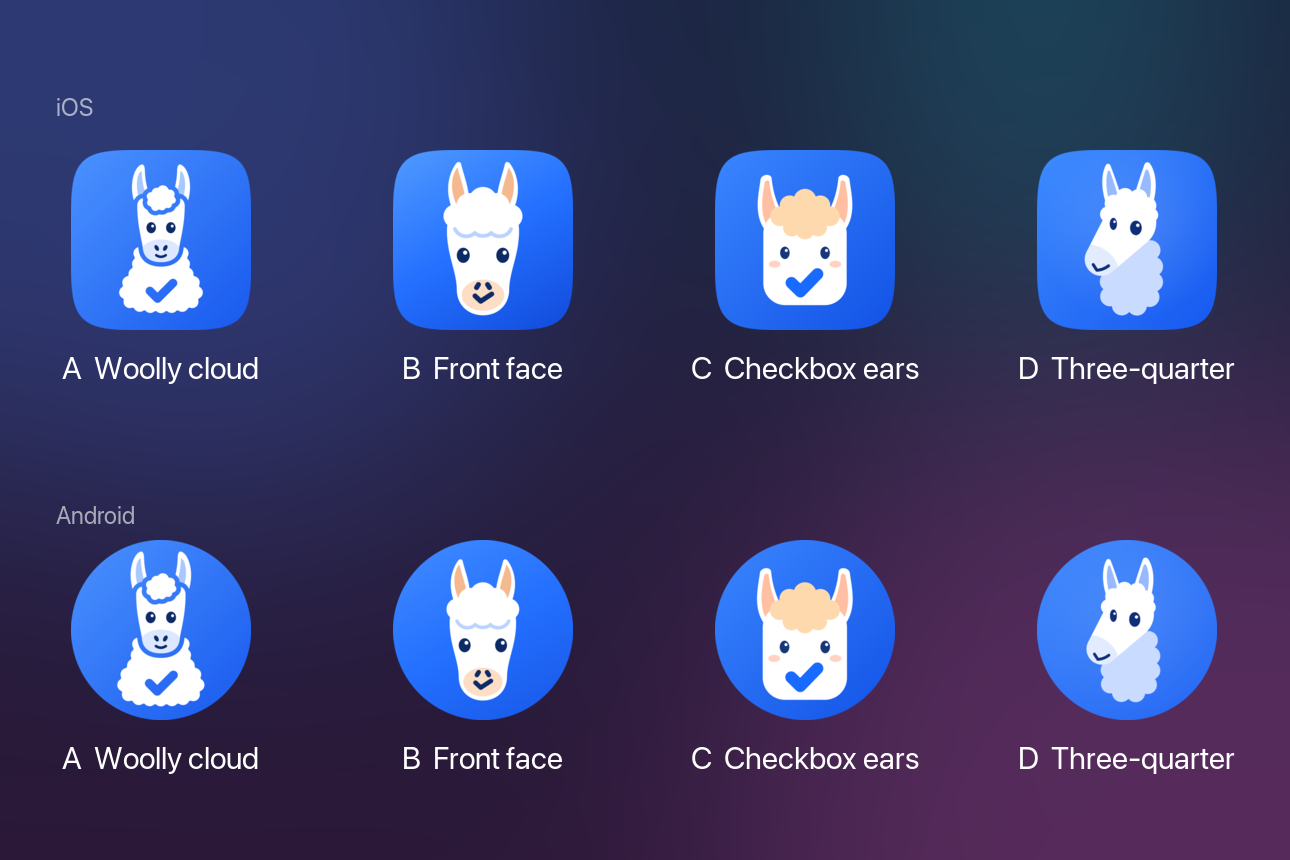 iOS
A Woolly cloud
B Front face
C Checkbox ears
D Three-quarter
Android
A Woolly cloud
B Front face
C Checkbox ears
D Three-quarter